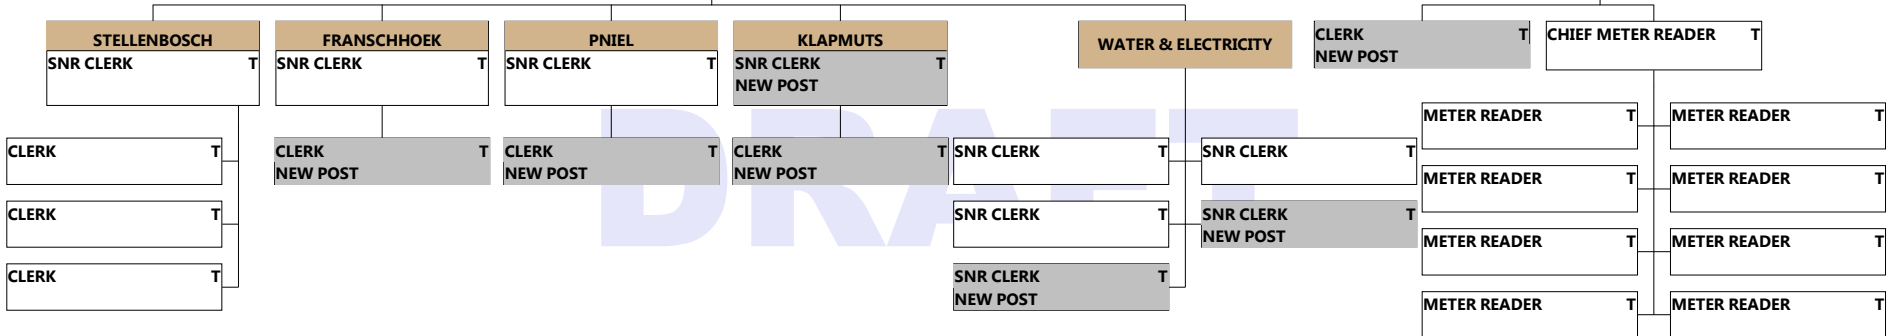 STELLENBOSCH
SNR CLERK T
CLERK T
CLERK T
CLERK T
FRANSCHHOEK
SNR CLERK T
CLERK T
NEW POST
PNIEL
SNR CLERK T
CLERK T
NEW POST
KLAPMUTS
SNR CLERK T
NEW POST
CLERK T
NEW POST
WATER & ELECTRICITY
SNR CLERK T
SNR CLERK T
SNR CLERK T
SNR CLERK T
NEW POST
SNR CLERK T
NEW POST
CLERK T
NEW POST
CHIEF METER READER T
METER READER T
METER READER T
METER READER T
METER READER T
METER READER T
METER READER T
METER READER T
METER READER T
DRAFT